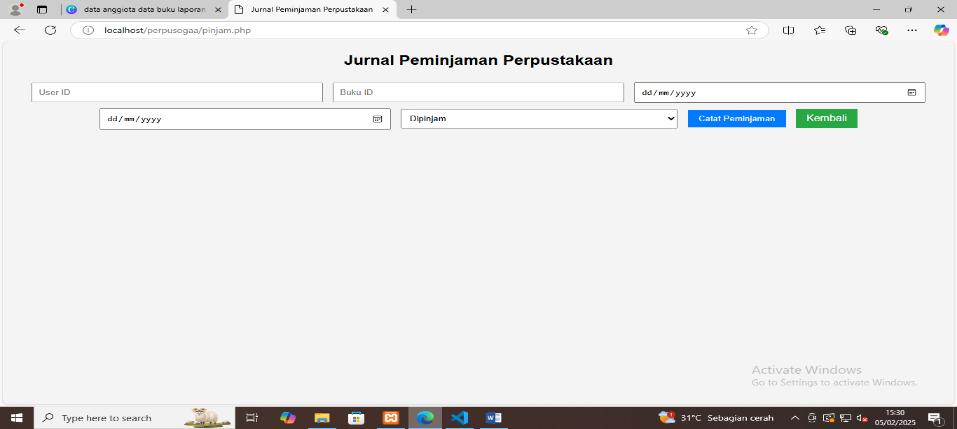 data anggiota data buku laporan
Jurnal Peminjaman Perpustakaan
localhost/perpusogaa/pinjam.php
Jurnal Peminjaman Perpustakaan
User ID
Buku ID
dd/mm/yyyy
dd/mm/yyyy
Dipinjam
Catat Peminjaman
Kembali
Activate Windows
Go to Settings to activate Windows.
Type here to search
31°C Sebagian cerah
15:30
05/02/2025
1